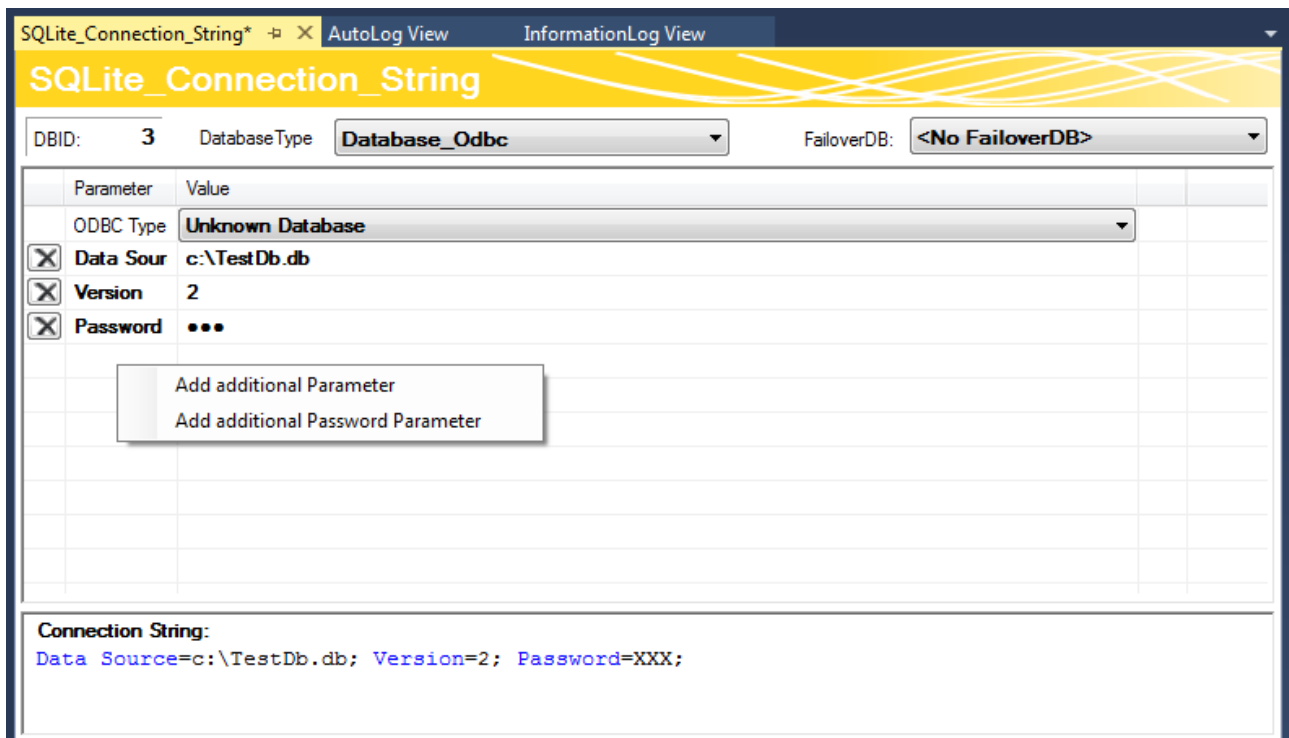 SQLite_Connection_String* AutoLog View InformationLog View
SQLite_Connection_String
DBID: 3 DatabaseType Database_Odbc FailoverDB: <No FailoverDB>
Parameter Value
ODBC Type Unknown Database
Data Sour c:\TestDb.db
Version 2
Password •••
Add additional Parameter
Add additional Password Parameter
Connection String:
Data Source=c:\TestDb.db; Version=2; Password=XXX;